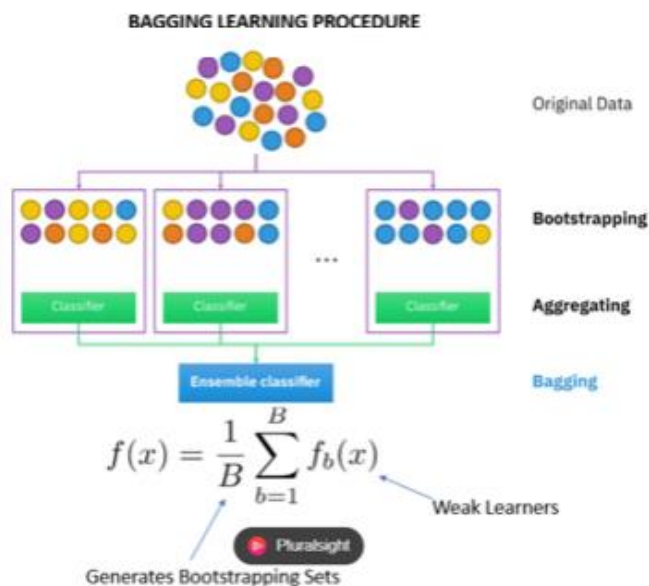 BAGGING LEARNING PROCEDURE
Original Data
Bootstrapping
...
Classifier
Classifier
Classifier
Aggregating
Ensemble classifier
Bagging
f(x) = 1/B ∑_{b=1}^{B} f_b(x)
Weak Learners
Pluralsight
Generates Bootstrapping Sets